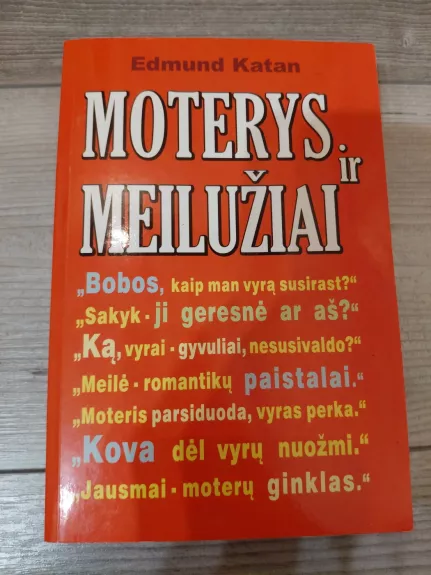 Edmund Katan
MOTERYS
ir
MEILUŽIAI
„Bobos, kaip man vyrą susirast?“
„Sakyk - ji geresnė ar aš?“
„Ką, vyrai - gyvuliai, nesusivaldo?“
„Meilė - romantikų paistalai.“
„Moteris parsiduoda, vyras perka.“
„Kova dėl vyrų nuožmi.“
„Jausmai - moterų ginklas.“